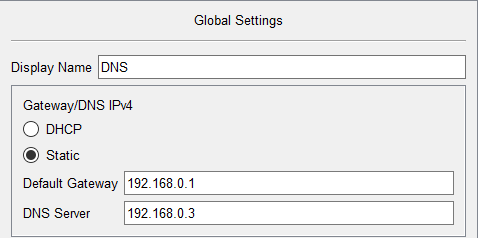 Global Settings
Display Name DNS
Gateway/DNS IPv4
DHCP
Static
Default Gateway 192.168.0.1
DNS Server 192.168.0.3